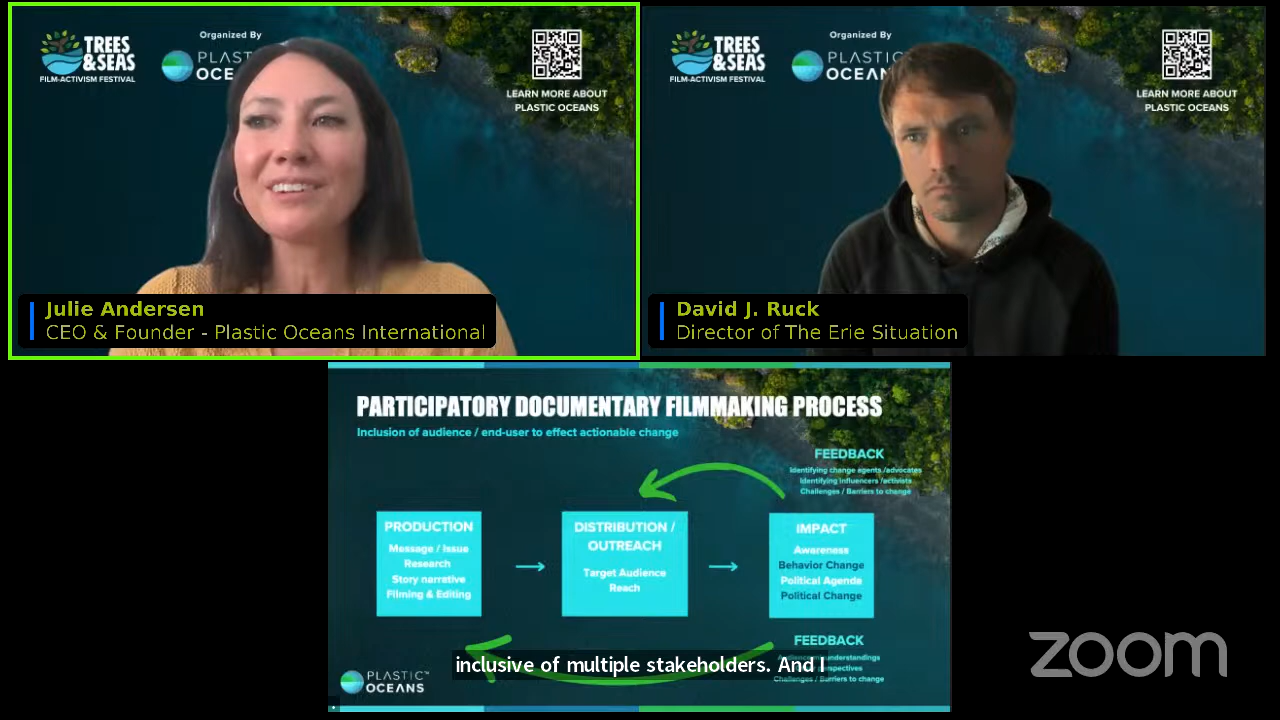 TREES
& SEAS
FILM-ACTIVISM FESTIVAL
Organized By
PLAST
OCE
LEARN MORE ABOUT
PLASTIC OCEANS
Julie Andersen
CEO & Founder - Plastic Oceans International
TREES
& SEAS
FILM-ACTIVISM FESTIVAL
Organized By
PLASTIC
OCEAN
LEARN MORE ABOUT
PLASTIC OCEANS
David J. Ruck
Director of The Erie Situation
PARTICIPATORY DOCUMENTARY FILMMAKING PROCESS
Inclusion of audience / end-user to effect actionable change
FEEDBACK
Identifying change agents /advocates
Identifying Influencers /activists
Challenges / Barriers to change
PRODUCTION
Message / Issue
Research
Story narrative
Filming & Editing
DISTRIBUTION /
OUTREACH
Target Audience
Reach
IMPACT
Awareness
Behavior Change
Political Agenda
Political Change
FEEDBACK
Challenges / Barriers to change
inclusive of multiple stakeholders. And I
PLASTIC™
OCEANS
zoom